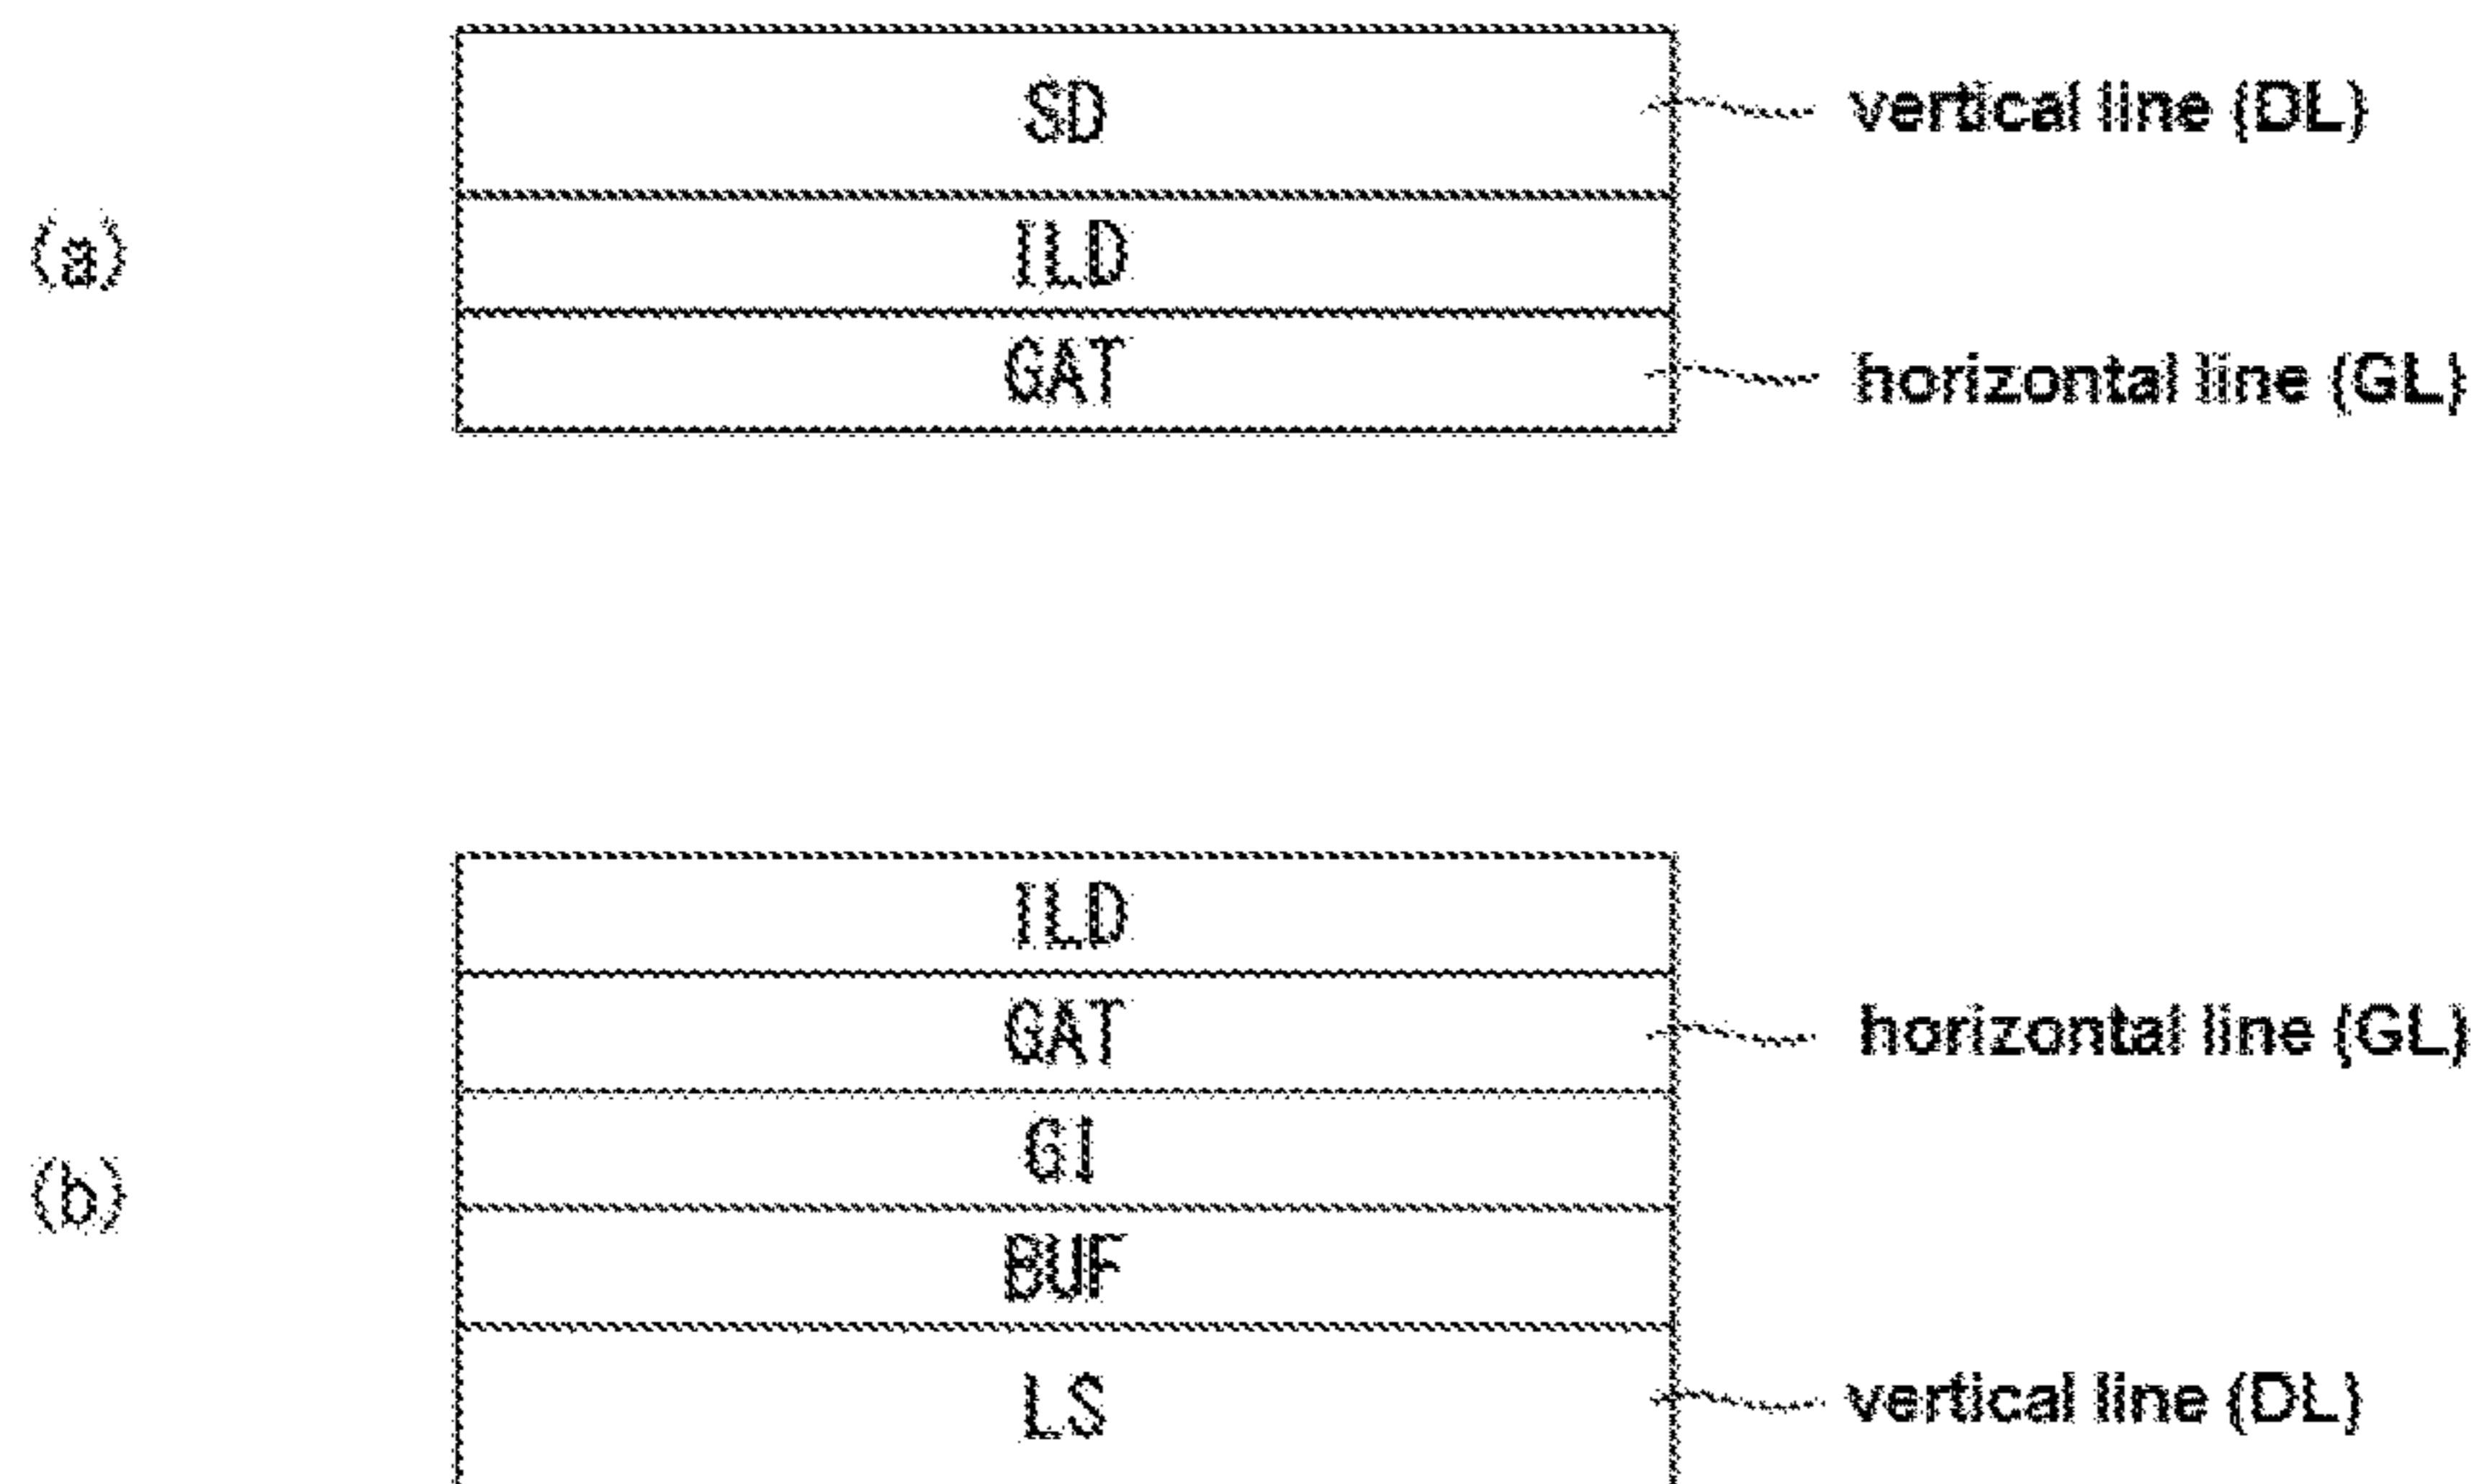 SD
vertical line (DL)
(a)
ILD
GAT
horizontal line (GL)
ILD
GAT
horizontal line (GL)
GI
(b)
BUF
LS
vertical line (DL)